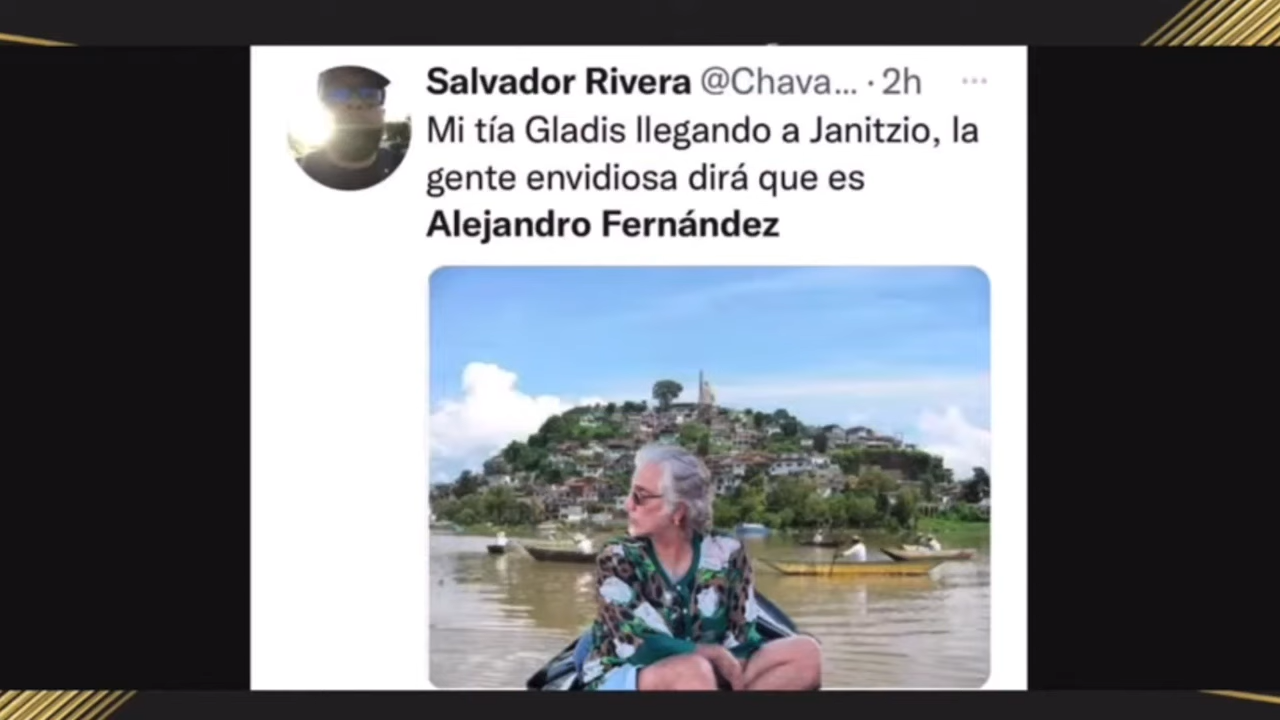 Salvador Rivera @Chava... · 2h
Mi tía Gladis llegando a Janitzio, la
gente envidiosa dirá que es
Alejandro Fernández